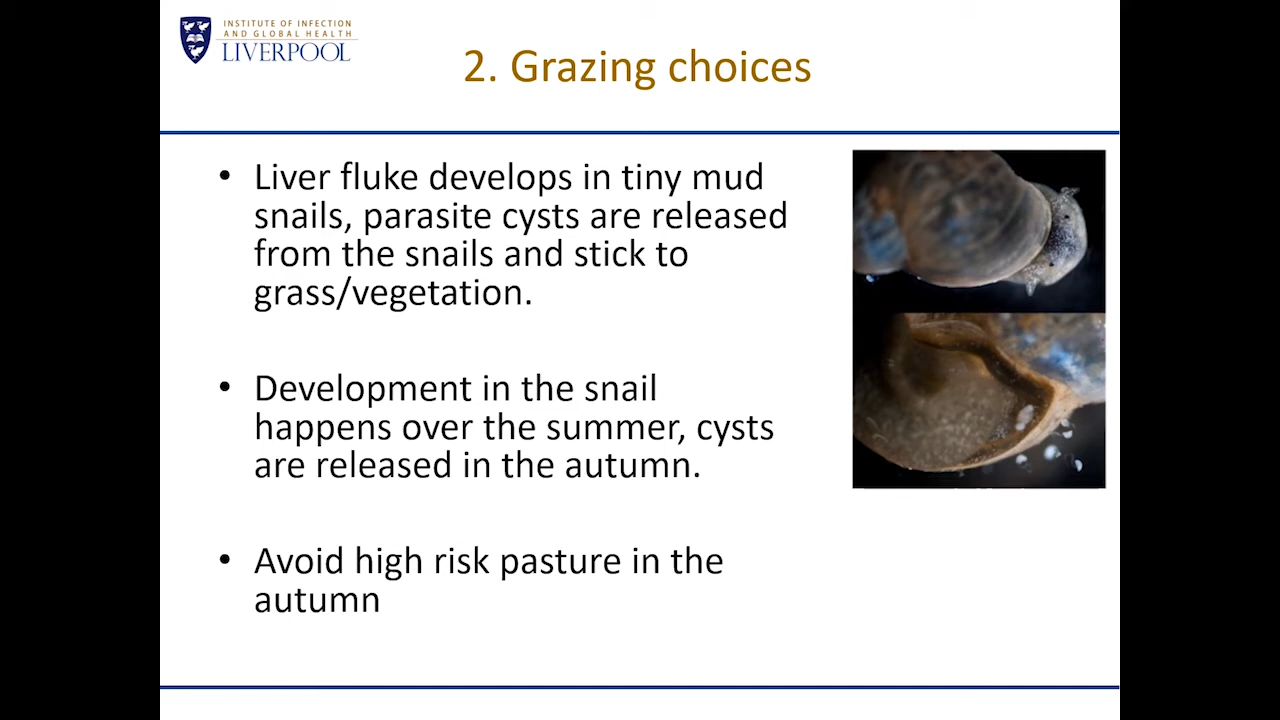 INSTITUTE OF INFECTION
AND GLOBAL HEALTH
LIVERPOOL
2. Grazing choices
• Liver fluke develops in tiny mud
snails, parasite cysts are released
from the snails and stick to
grass/vegetation.
• Development in the snail
happens over the summer, cysts
are released in the autumn.
• Avoid high risk pasture in the
autumn